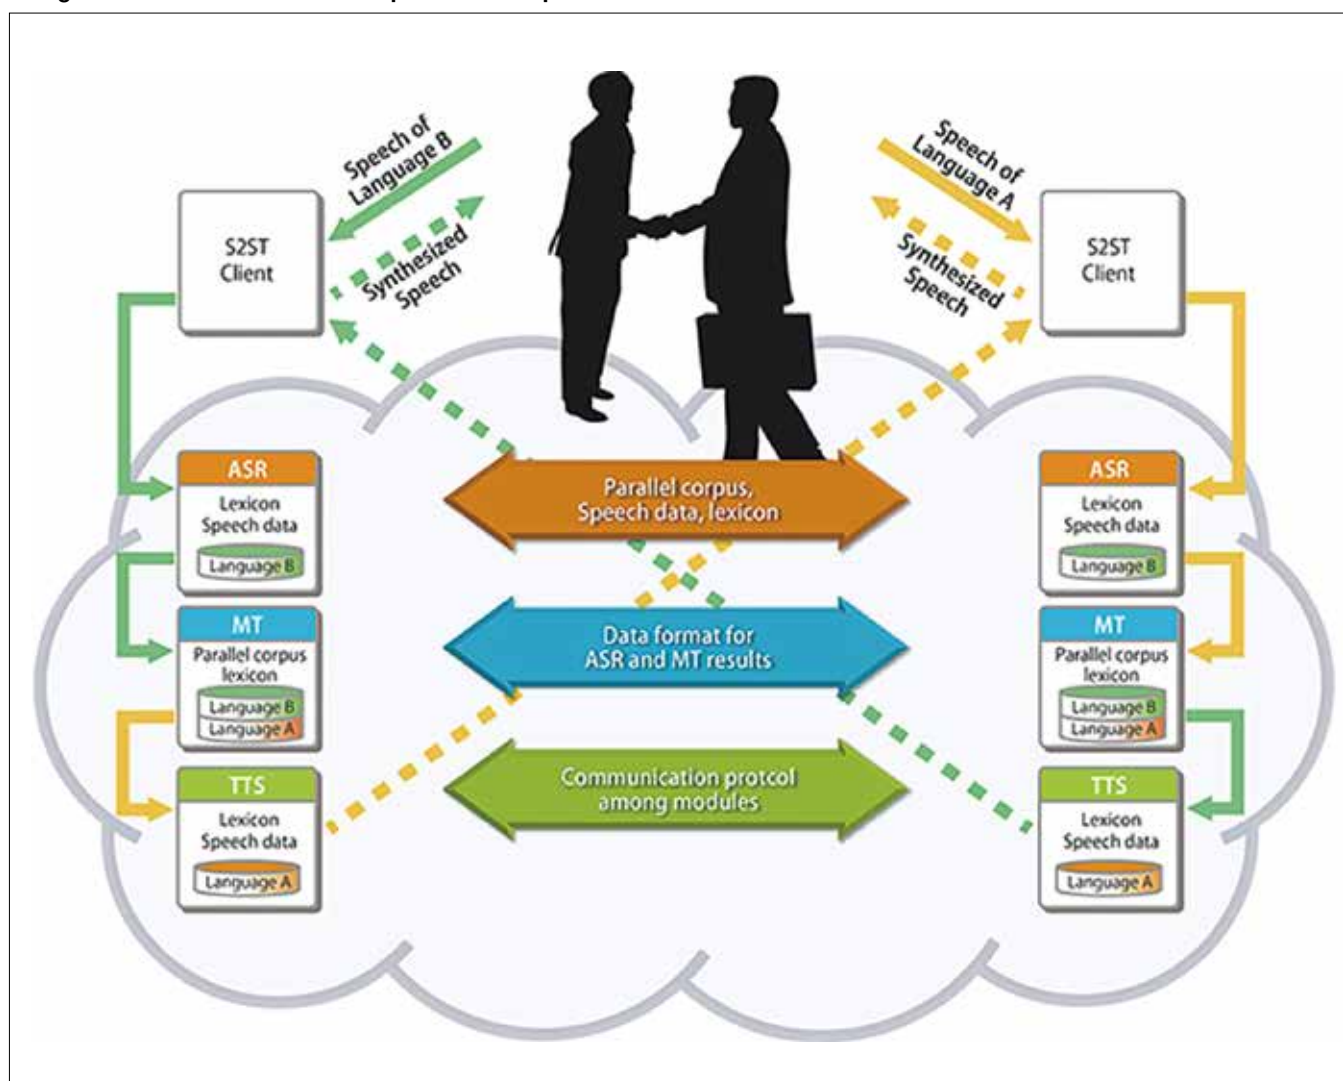 Speech of
Language B
Speech of
Language A
S2ST
Client
Synthesized
Speech
Synthesized
Speech
S2ST
Client
ASR
Lexicon
Speech data
Language B
Parallel corpus,
Speech data, lexicon
ASR
Lexicon
Speech data
Language B
MT
Parallel corpus
lexicon
Language B
Language A
Data format for
ASR and MT results
MT
Parallel corpus
lexicon
Language B
Language A
TTS
Lexicon
Speech data
Language A
Communication protcol
among modules
TTS
Lexicon
Speech data
Language A